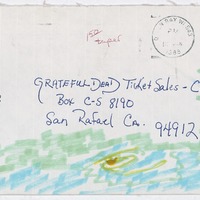 GRATEFUL DEAD TICKET SALES - C
BOX C-S 8190
San Rafael Ca.
94912